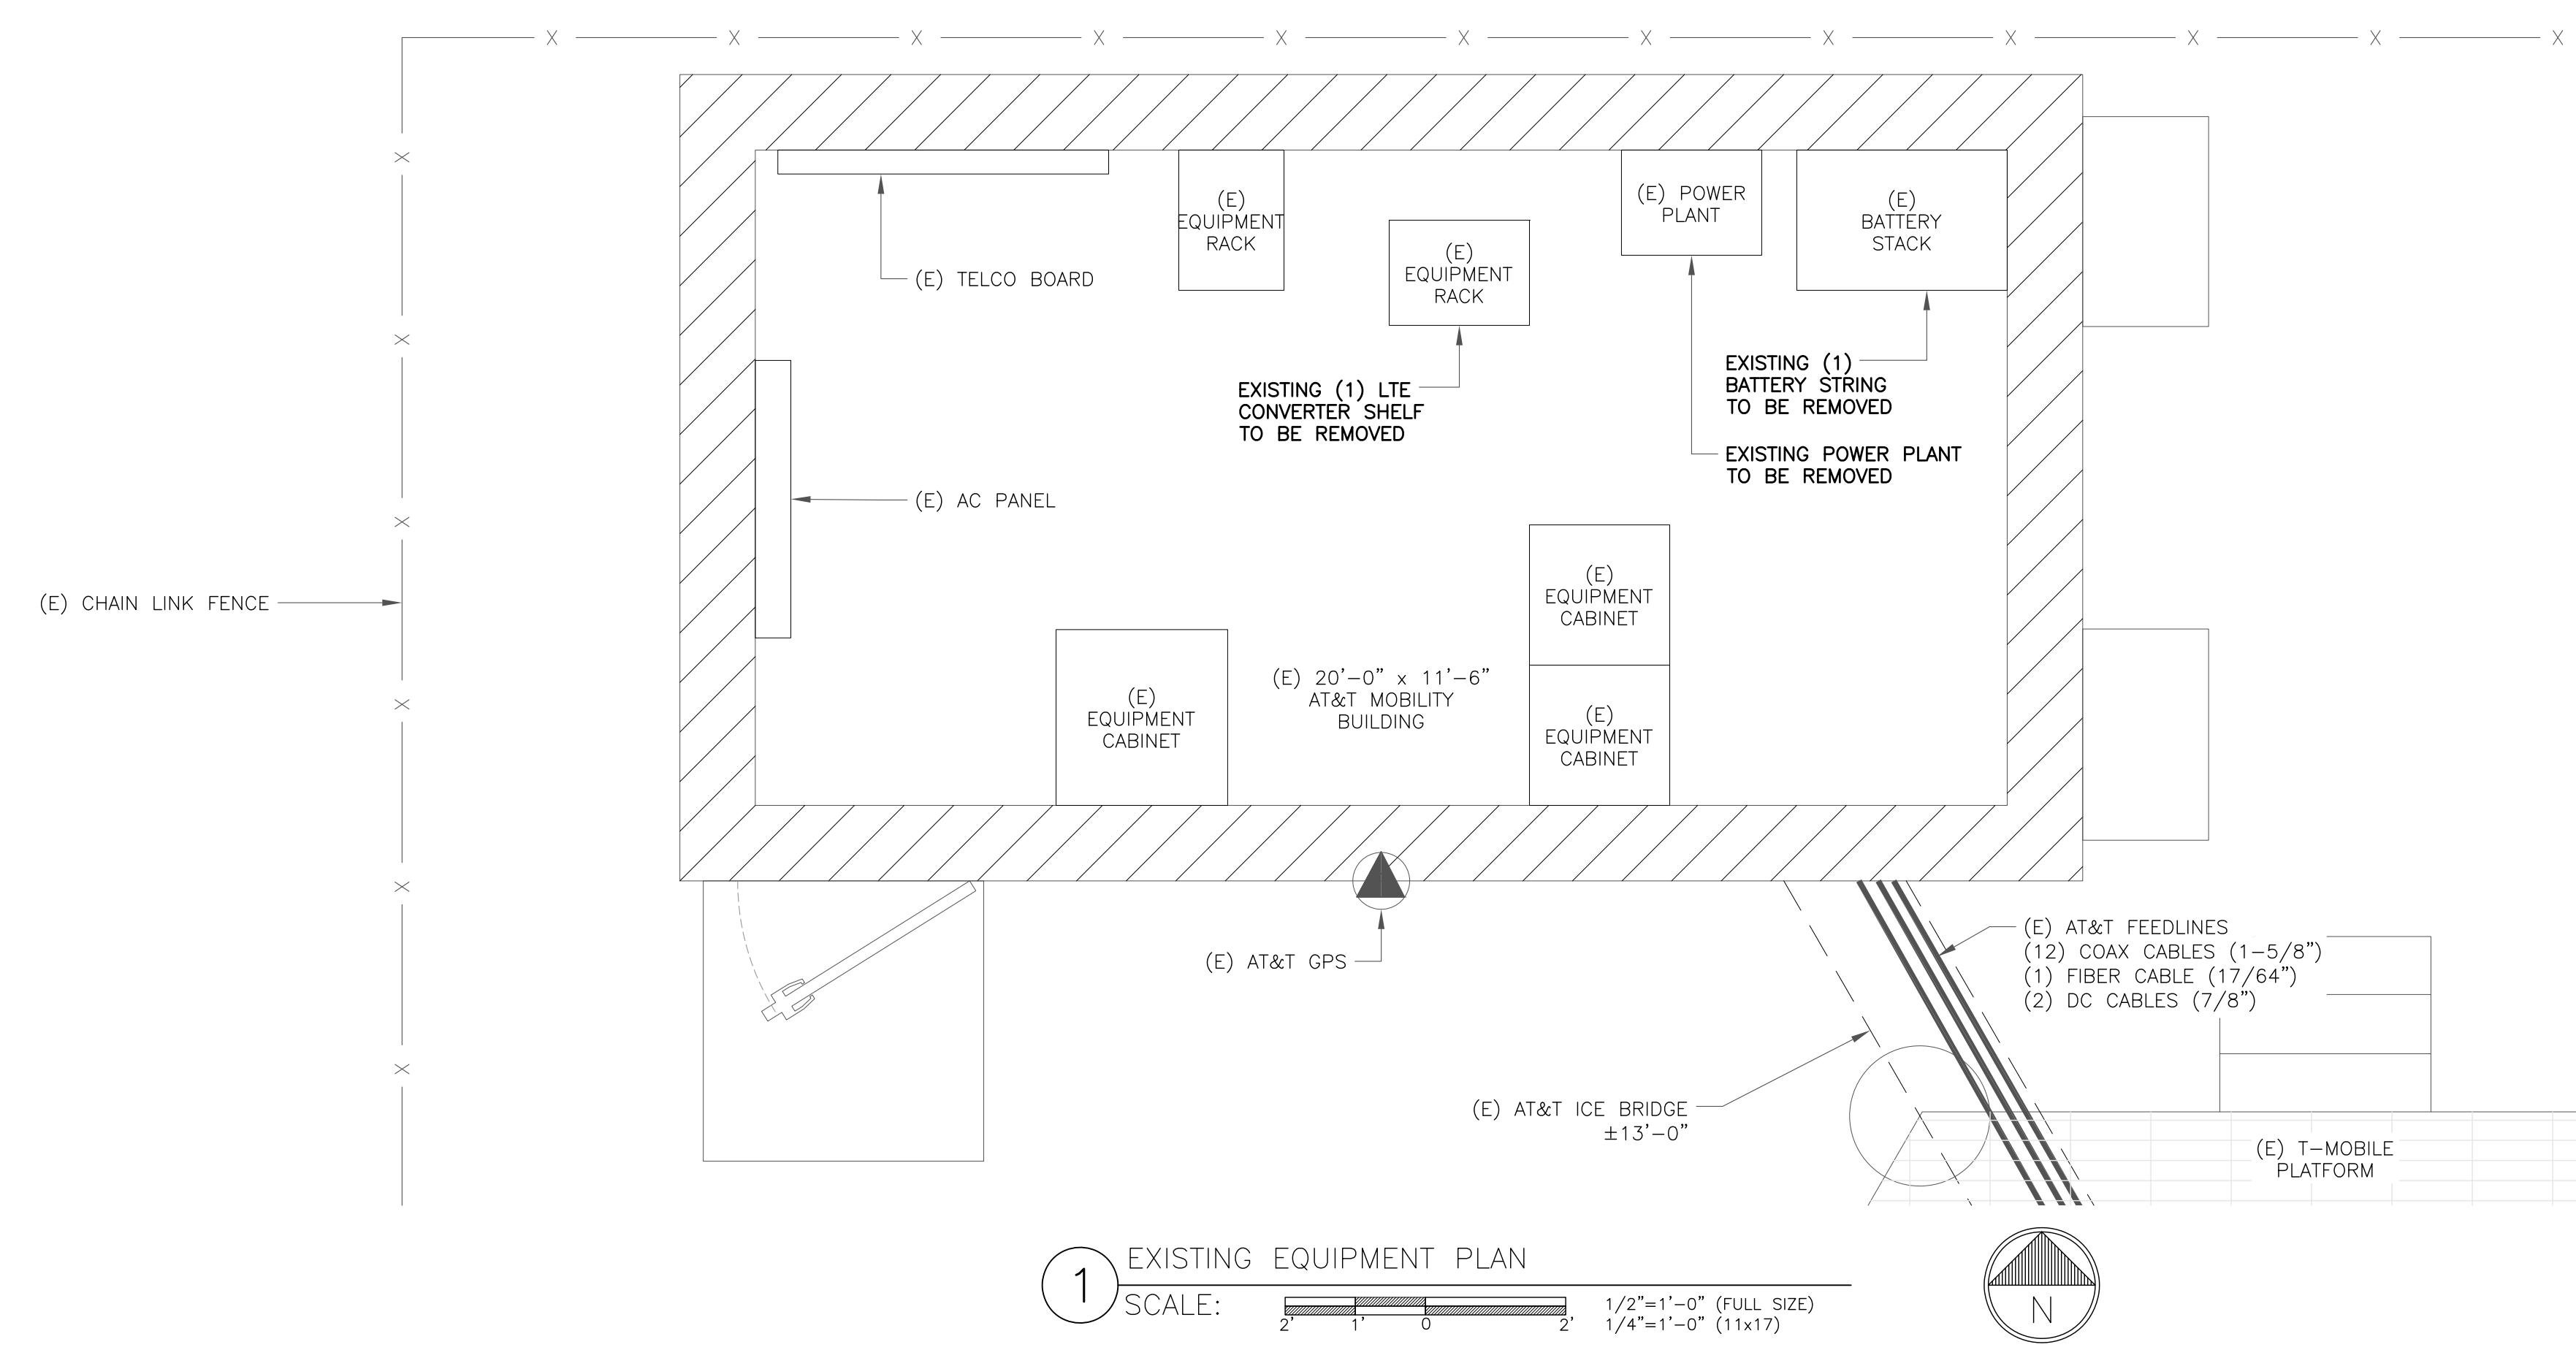 X X X X X X X X X X X X
X
X
X
X
X
X
(E)
EQUIPMENT
RACK
(E) POWER
PLANT
(E)
BATTERY
STACK
(E)
EQUIPMENT
RACK
(E) TELCO BOARD
EXISTING (1) LTE
CONVERTER SHELF
TO BE REMOVED
EXISTING (1)
BATTERY STRING
TO BE REMOVED
EXISTING POWER PLANT
TO BE REMOVED
(E) AC PANEL
(E) CHAIN LINK FENCE
(E)
EQUIPMENT
CABINET
(E)
EQUIPMENT
CABINET
(E) 20'-0" x 11'-6"
AT&T MOBILITY
BUILDING
(E)
EQUIPMENT
CABINET
(E) AT&T GPS
(E) AT&T FEEDLINES
(12) COAX CABLES (1-5/8")
(1) FIBER CABLE (17/64")
(2) DC CABLES (7/8")
(E) AT&T ICE BRIDGE
±13'-0"
(E) T-MOBILE
PLATFORM
1
EXISTING EQUIPMENT PLAN
SCALE:
2' 1' 0 2'
1/2"=1'-0" (FULL SIZE)
1/4"=1'-0" (11x17)
N